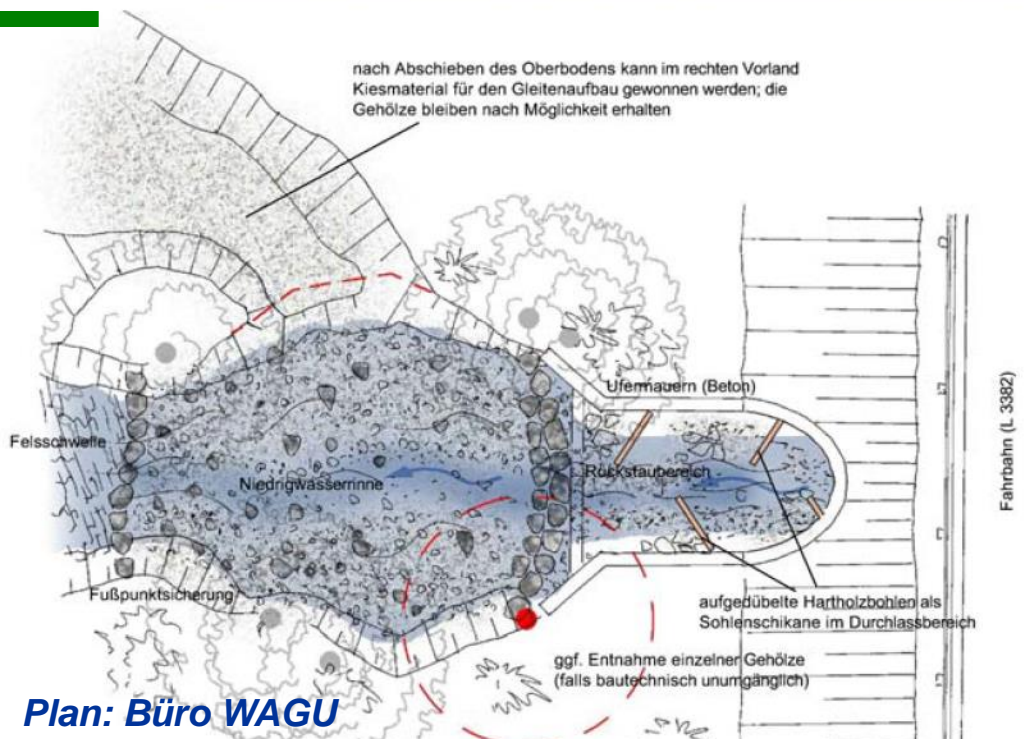 nach Abschieben des Oberbodens kann im rechten Vorland
Kiesmaterial für den Gleitenaufbau gewonnen werden; die
Gehölze bleiben nach Möglichkeit erhalten
Ufermauern (Beton)
Fahrbahn (L 3382)
Felsschwelle
Rückstaubereich
Niedrigwasserrinne
Fußpunktsicherung
aufgedübelte Hartholzbohlen als
Sohlenschikane im Durchlassbereich
ggf. Entnahme einzelner Gehölze
(falls bautechnisch unumgänglich)
Plan: Büro WAGU